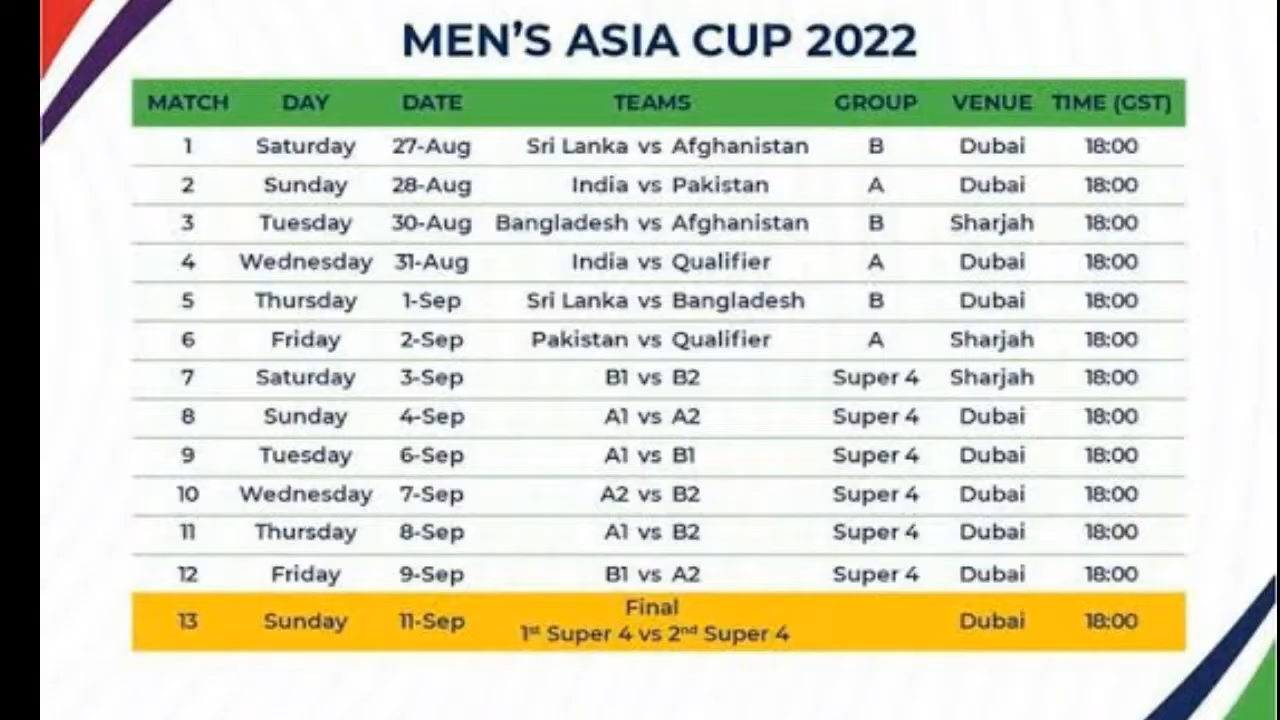 MEN'S ASIA CUP 2022
MATCH DAY DATE TEAMS GROUP VENUE TIME (GST)
1 Saturday 27-Aug Sri Lanka vs Afghanistan B Dubai 18:00
2 Sunday 28-Aug India vs Pakistan A Dubai 18:00
3 Tuesday 30-Aug Bangladesh vs Afghanistan B Sharjah 18:00
4 Wednesday 31-Aug India vs Qualifier A Dubai 18:00
5 Thursday 1-Sep Sri Lanka vs Bangladesh B Dubai 18:00
6 Friday 2-Sep Pakistan vs Qualifier A Sharjah 18:00
7 Saturday 3-Sep B1 vs B2 Super 4 Sharjah 18:00
8 Sunday 4-Sep A1 vs A2 Super 4 Dubai 18:00
9 Tuesday 6-Sep A1 vs B1 Super 4 Dubai 18:00
10 Wednesday 7-Sep A2 vs B2 Super 4 Dubai 18:00
11 Thursday 8-Sep A1 vs B2 Super 4 Dubai 18:00
12 Friday 9-Sep B1 vs A2 Super 4 Dubai 18:00
Final
13 Sunday 11-Sep 1st Super 4 vs 2nd Super 4 Dubai 18:00